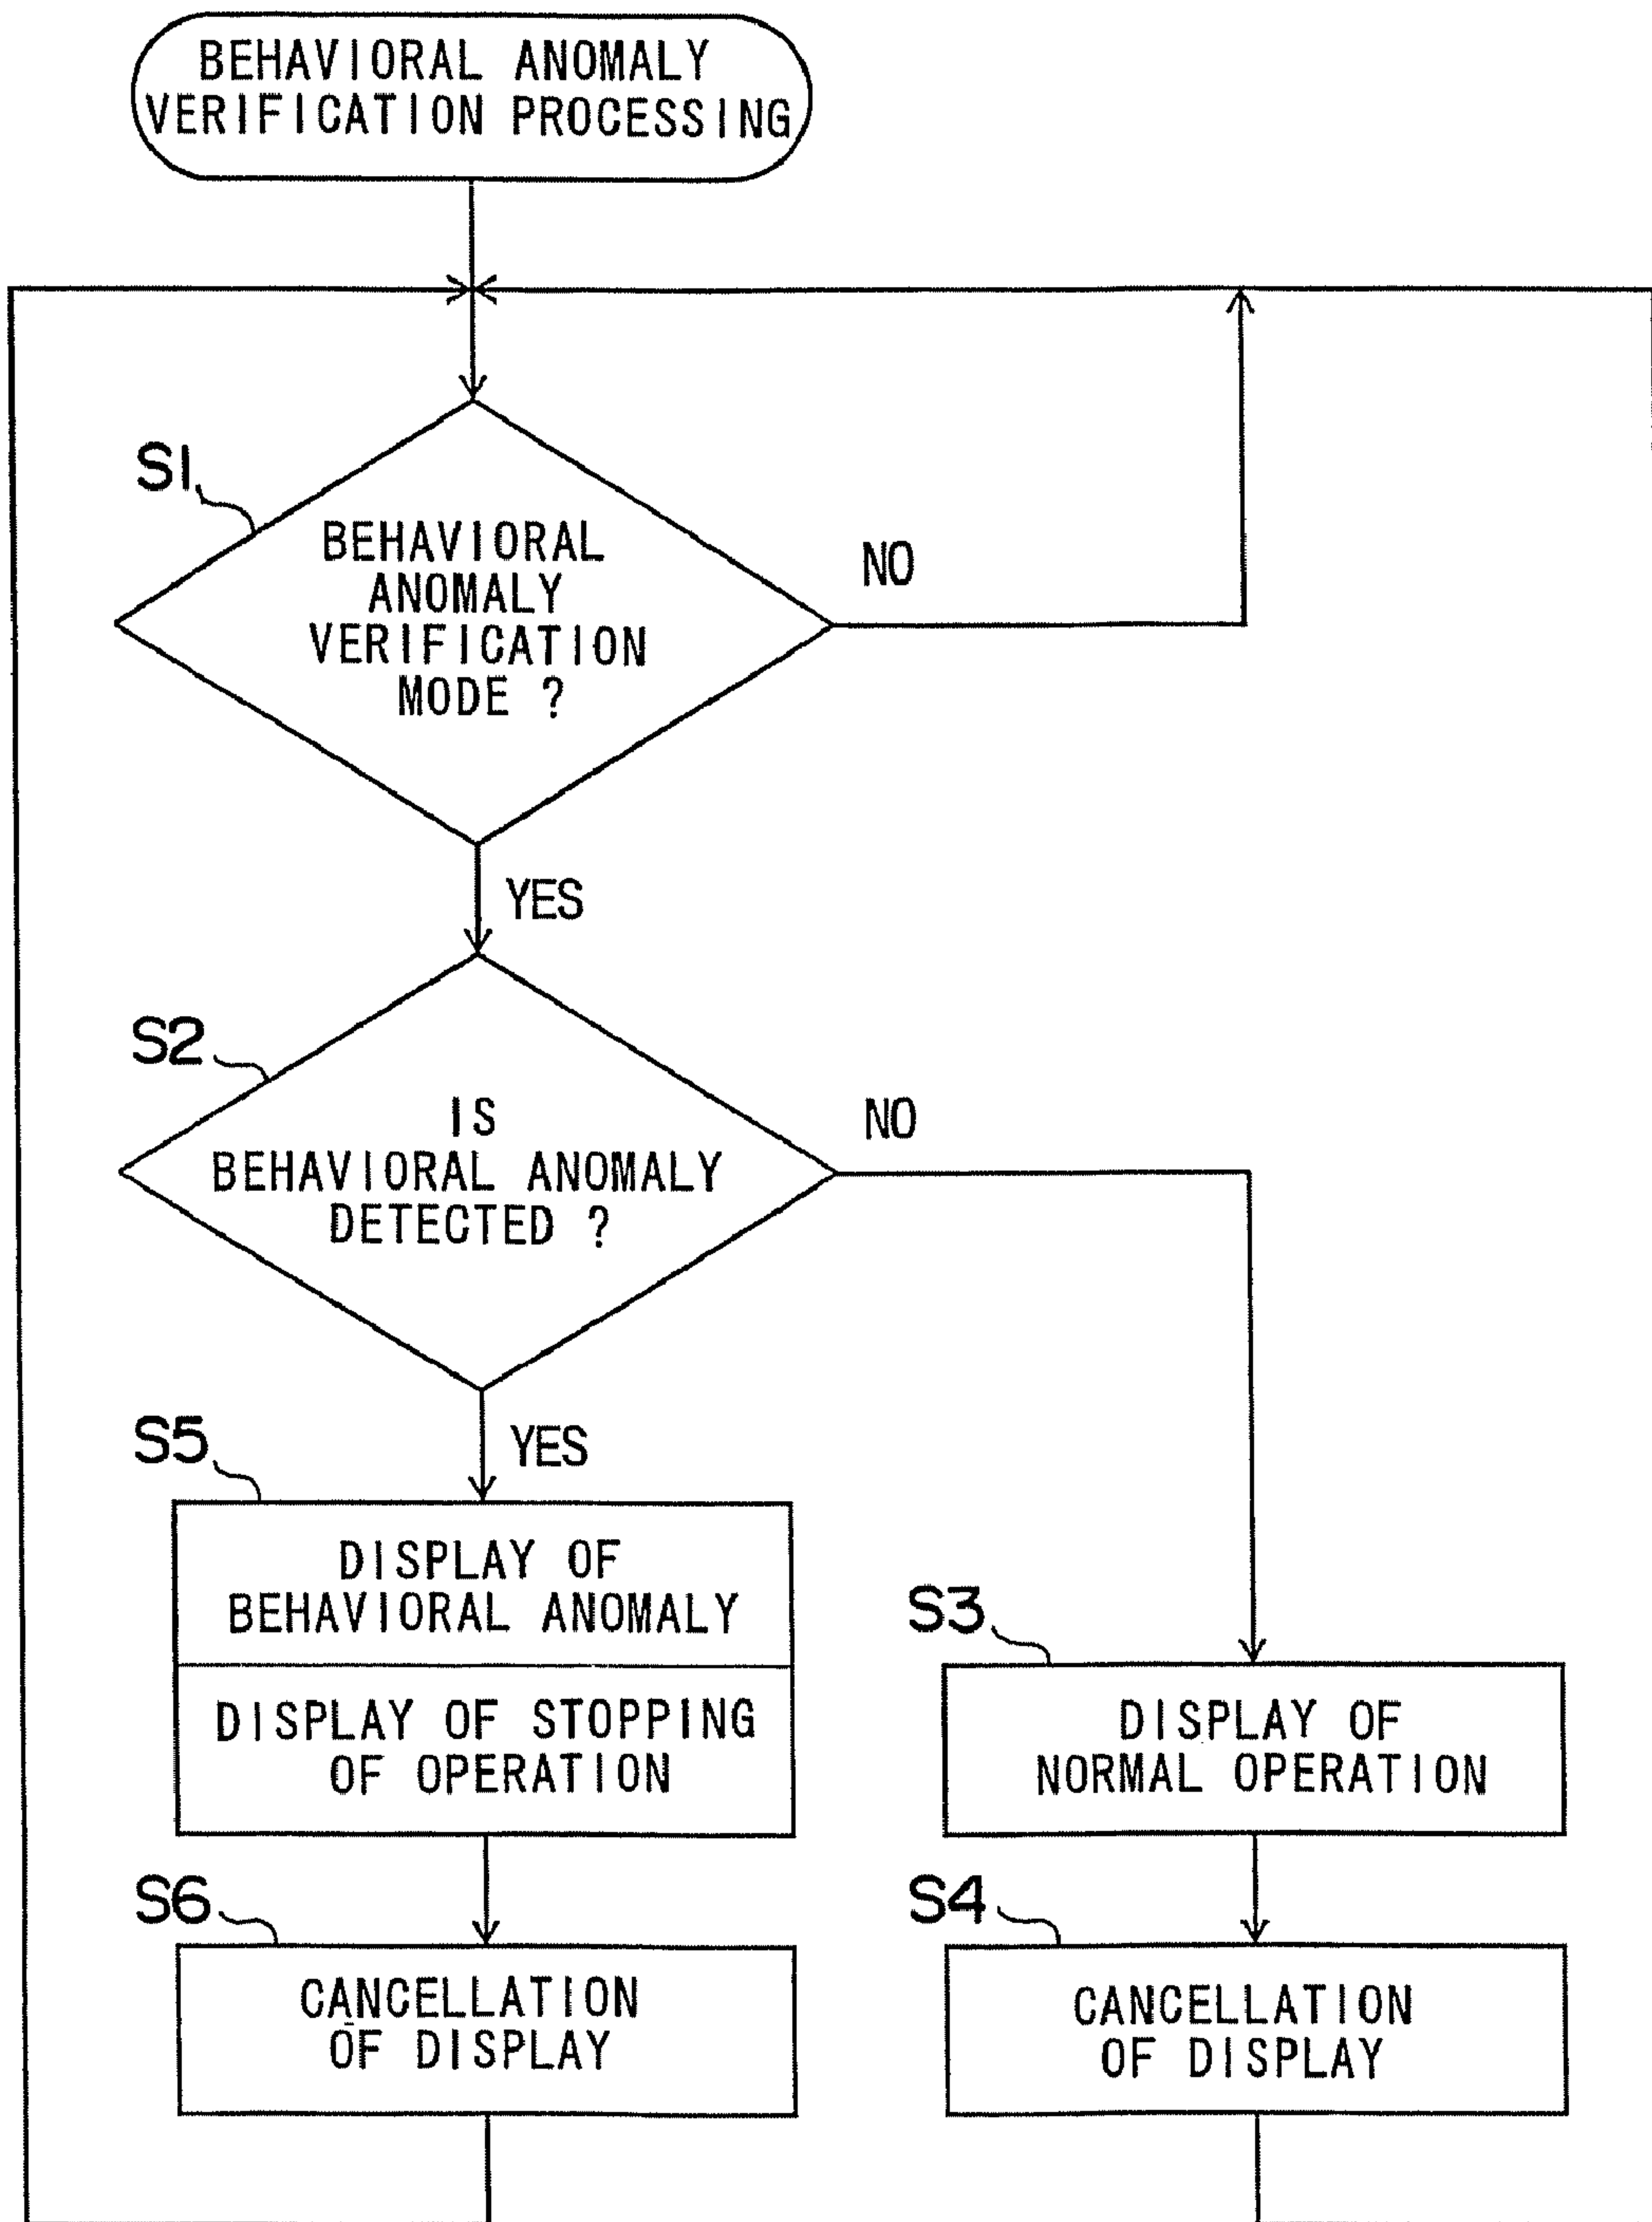 BEHAVIORAL ANOMALY
VERIFICATION PROCESSING
S1
BEHAVIORAL
ANOMALY
VERIFICATION
MODE ?
NO
YES
S2
IS
BEHAVIORAL ANOMALY
DETECTED ?
NO
YES
S5
DISPLAY OF
BEHAVIORAL ANOMALY
DISPLAY OF STOPPING
OF OPERATION
S3
DISPLAY OF
NORMAL OPERATION
S6
CANCELLATION
OF DISPLAY
S4
CANCELLATION
OF DISPLAY